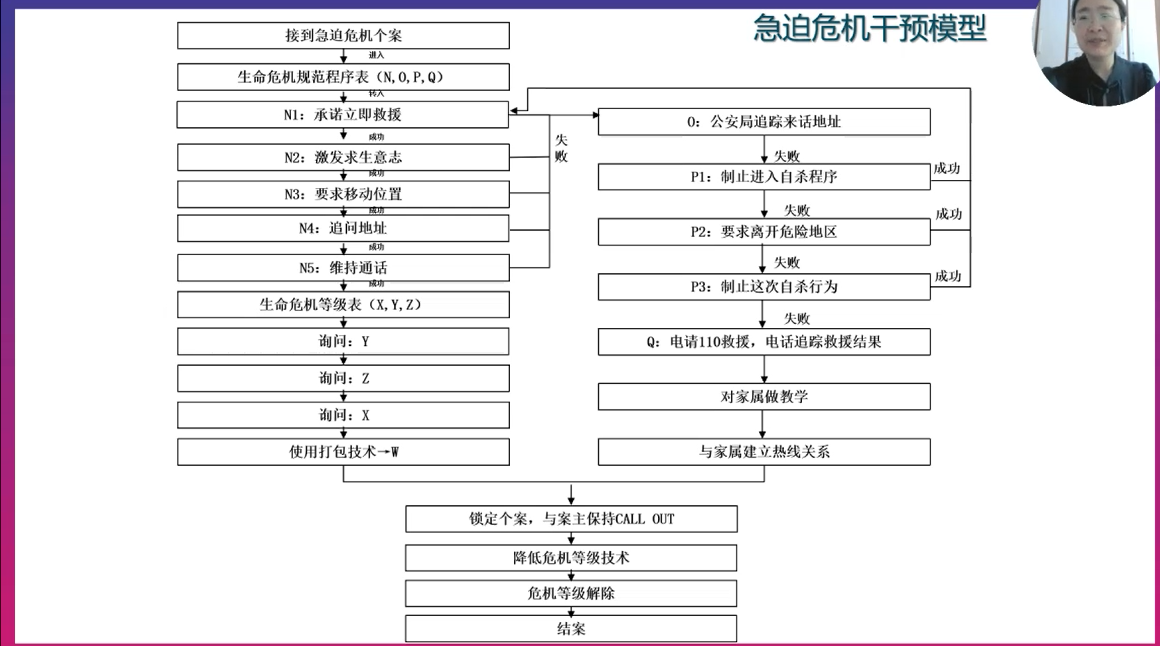 急迫危机干预模型
接到急迫危机个案
进入
生命危机规范程序表（N,O,P,Q）
转入
N1：承诺立即救援
成功
N2：激发求生意志
成功
N3：要求移动位置
成功
N4：追问地址
成功
N5：维持通话
成功
生命危机等级表（X,Y,Z）
询问：Y
询问：Z
询问：X
使用打包技术→W
失
败
O：公安局追踪来话地址
失败
P1：制止进入自杀程序
成功
失败
P2：要求离开危险地区
成功
失败
P3：制止这次自杀行为
成功
失败
Q：电请110救援，电话追踪救援结果
对家属做教学
与家属建立热线关系
锁定个案，与案主保持CALL OUT
降低危机等级技术
危机等级解除
结案